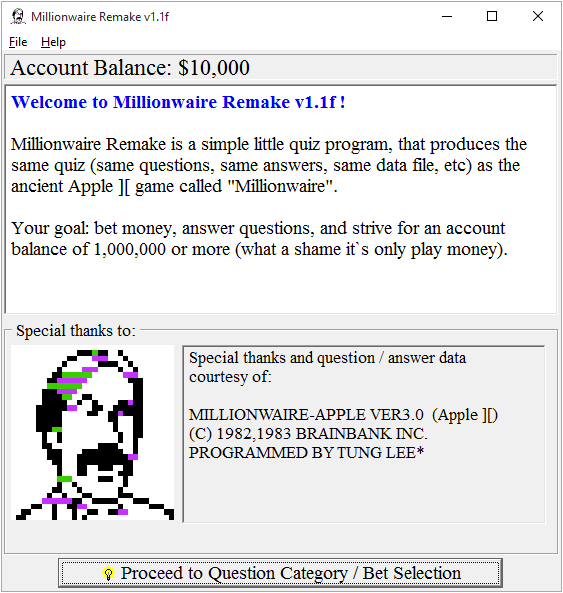 Millionwaire Remake v1.1f
File Help
Account Balance: $10,000
Welcome to Millionwaire Remake v1.1f !
Millionwaire Remake is a simple little quiz program, that produces the
same quiz (same questions, same answers, same data file, etc) as the
ancient Apple ][ game called "Millionwaire".
Your goal: bet money, answer questions, and strive for an account
balance of 1,000,000 or more (what a shame it`s only play money).
Special thanks to:
Special thanks and question / answer data
courtesy of:
MILLIONWAIRE-APPLE VER3.0 (Apple ][)
(C) 1982,1983 BRAINBANK INC.
PROGRAMMED BY TUNG LEE*
Proceed to Question Category / Bet Selection